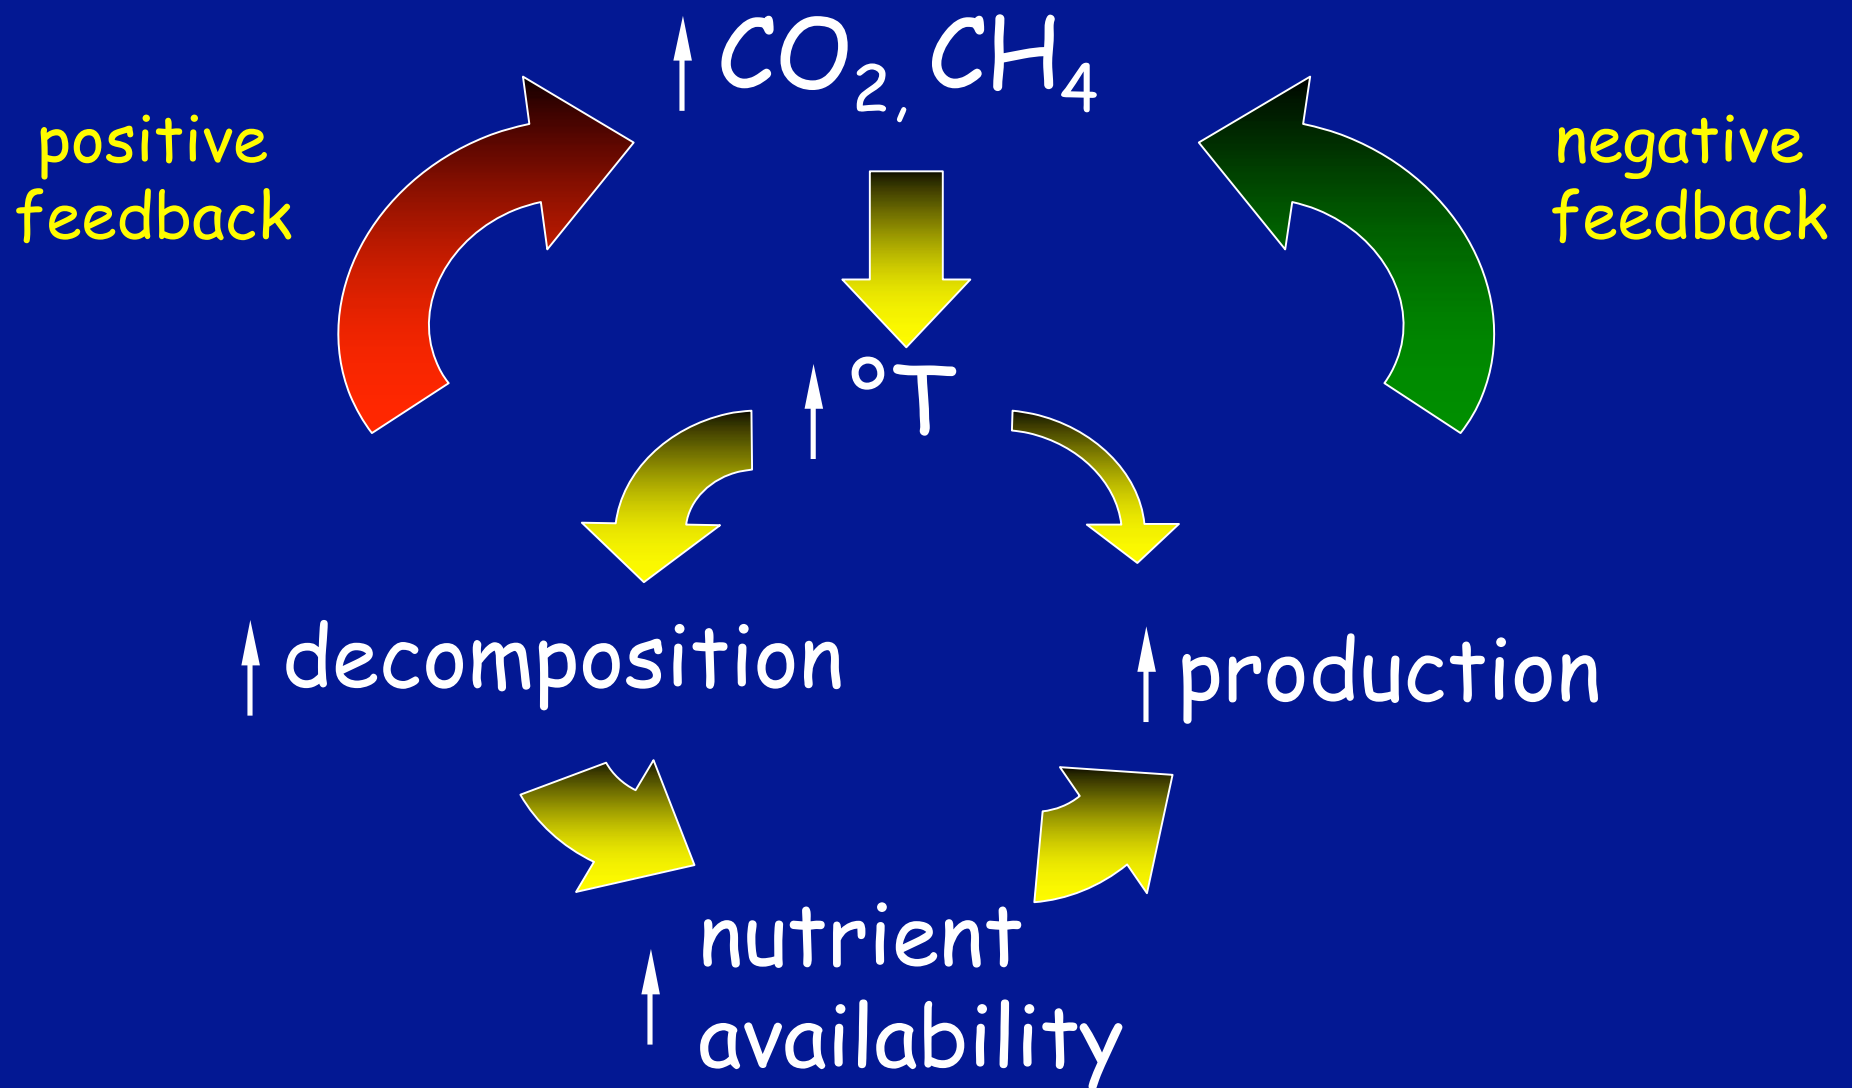 ↑ CO₂, CH₄
positive
feedback
negative
feedback
↑ °T
↑ decomposition
↑ production
↑ nutrient
availability